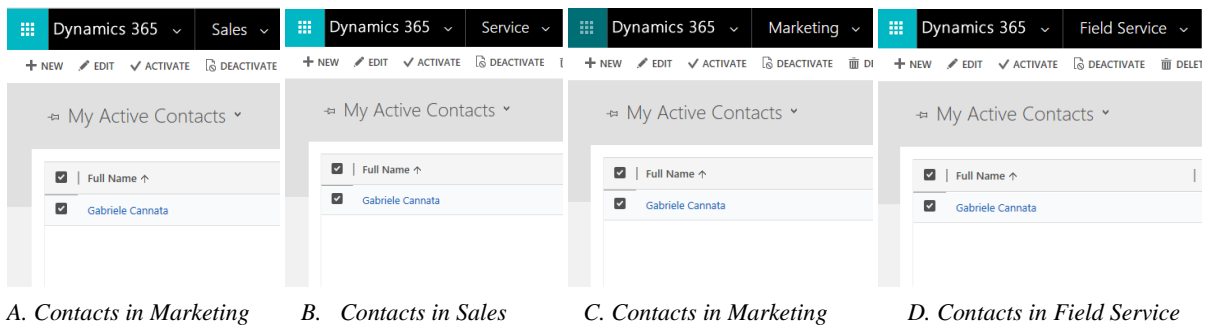 Dynamics 365 Sales
+ NEW EDIT ACTIVATE DEACTIVATE
My Active Contacts
Full Name ↑
Gabriele Cannata
A. Contacts in Marketing
Dynamics 365 Service
+ NEW EDIT ACTIVATE DEACTIVATE
My Active Contacts
Full Name ↑
Gabriele Cannata
B. Contacts in Sales
Dynamics 365 Marketing
+ NEW EDIT ACTIVATE DEACTIVATE DE
My Active Contacts
Full Name ↑
Gabriele Cannata
C. Contacts in Marketing
Dynamics 365 Field Service
+ NEW EDIT ACTIVATE DEACTIVATE DELET
My Active Contacts
Full Name ↑
Gabriele Cannata
D. Contacts in Field Service